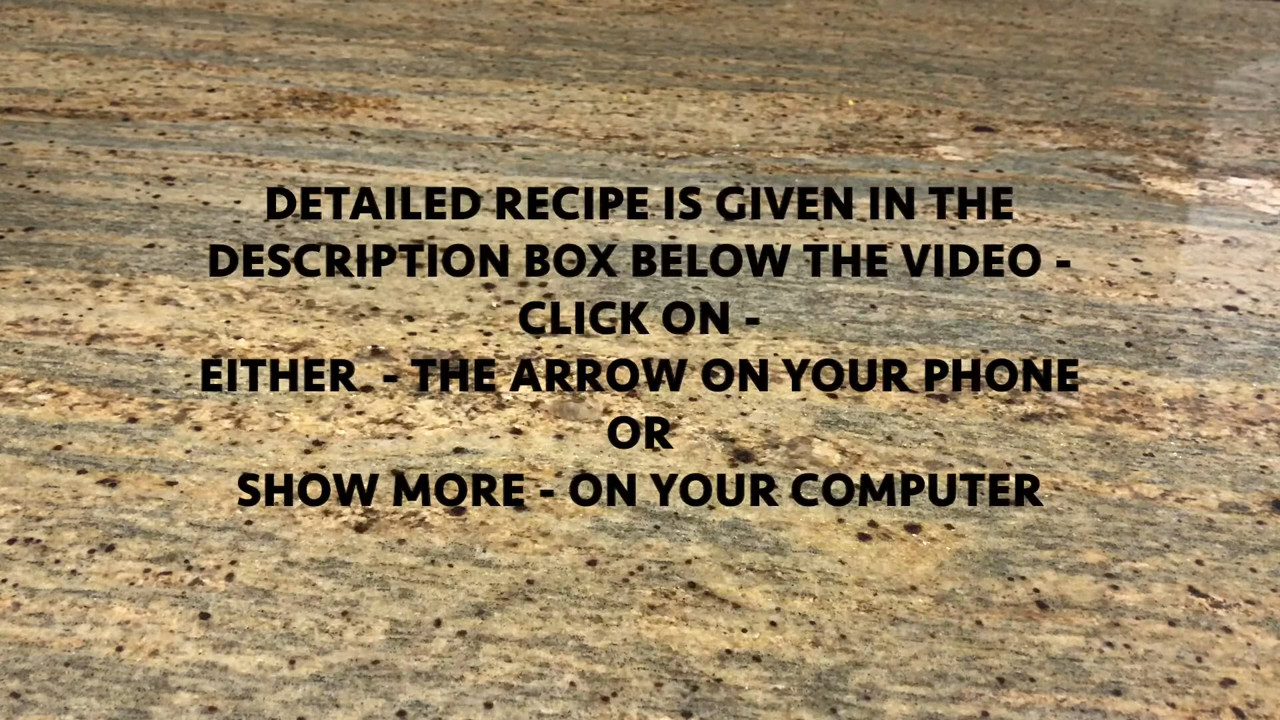 DETAILED RECIPE IS GIVEN IN THE
DESCRIPTION BOX BELOW THE VIDEO -
CLICK ON -
EITHER  - THE ARROW ON YOUR PHONE
OR
SHOW MORE - ON YOUR COMPUTER